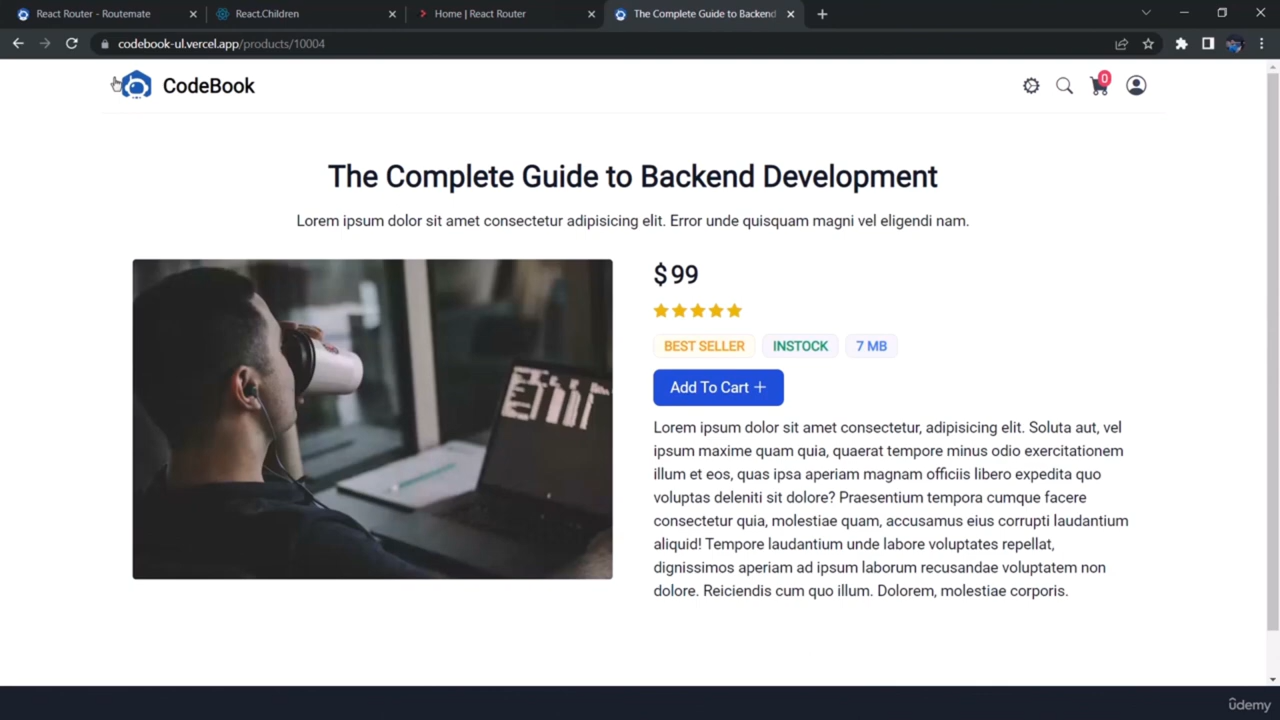 React Router - Routemate
React.Children
Home | React Router
The Complete Guide to Backend
codebook-ul.vercel.app/products/10004
CodeBook
0
The Complete Guide to Backend Development
Lorem ipsum dolor sit amet consectetur adipisicing elit. Error unde quisquam magni vel eligendi nam.
$99
BEST SELLER INSTOCK 7 MB
Add To Cart +
Lorem ipsum dolor sit amet consectetur, adipisicing elit. Soluta aut, vel
ipsum maxime quam quia, quaerat tempore minus odio exercitationem
illum et eos, quas ipsa aperiam magnam officiis libero expedita quo
voluptas deleniti sit dolore? Praesentium tempora cumque facere
consectetur quia, molestiae quam, accusamus eius corrupti laudantium
aliquid! Tempore laudantium unde labore voluptates repellat,
dignissimos aperiam ad ipsum laborum recusandae voluptatem non
dolore. Reiciendis cum quo illum. Dolorem, molestiae corporis.
ûdemy